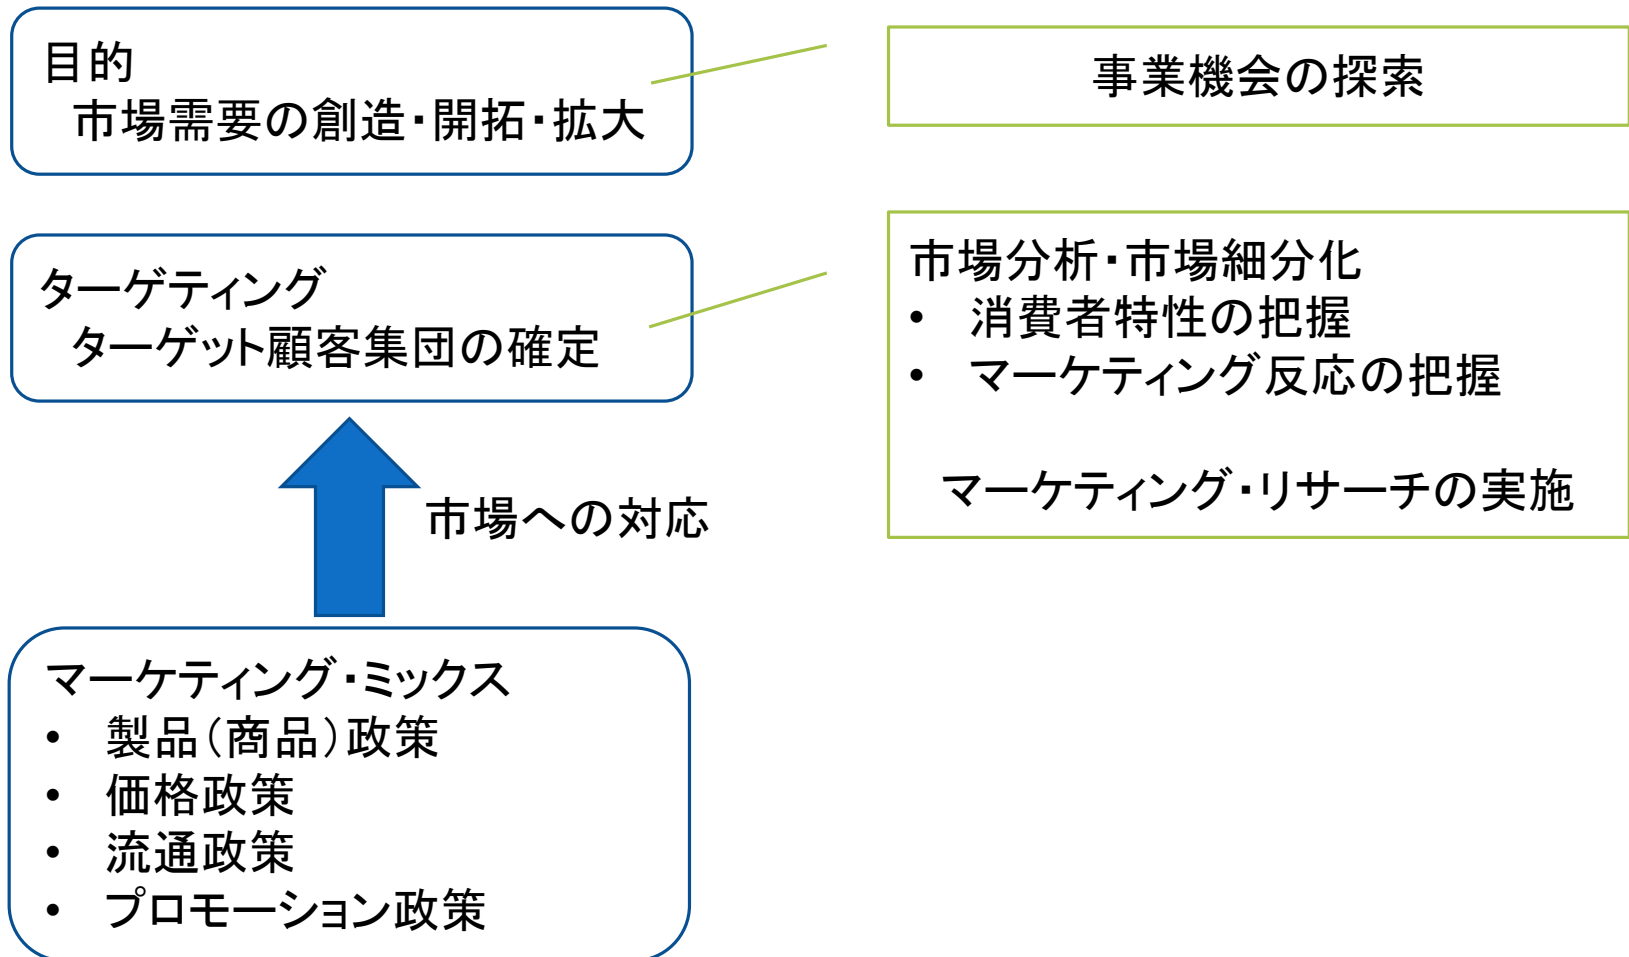 目的
市場需要の創造・開拓・拡大
事業機会の探索
ターゲティング
ターゲット顧客集団の確定
市場分析・市場細分化
• 消費者特性の把握
• マーケティング反応の把握
マーケティング・リサーチの実施
市場への対応
マーケティング・ミックス
• 製品(商品)政策
• 価格政策
• 流通政策
• プロモーション政策